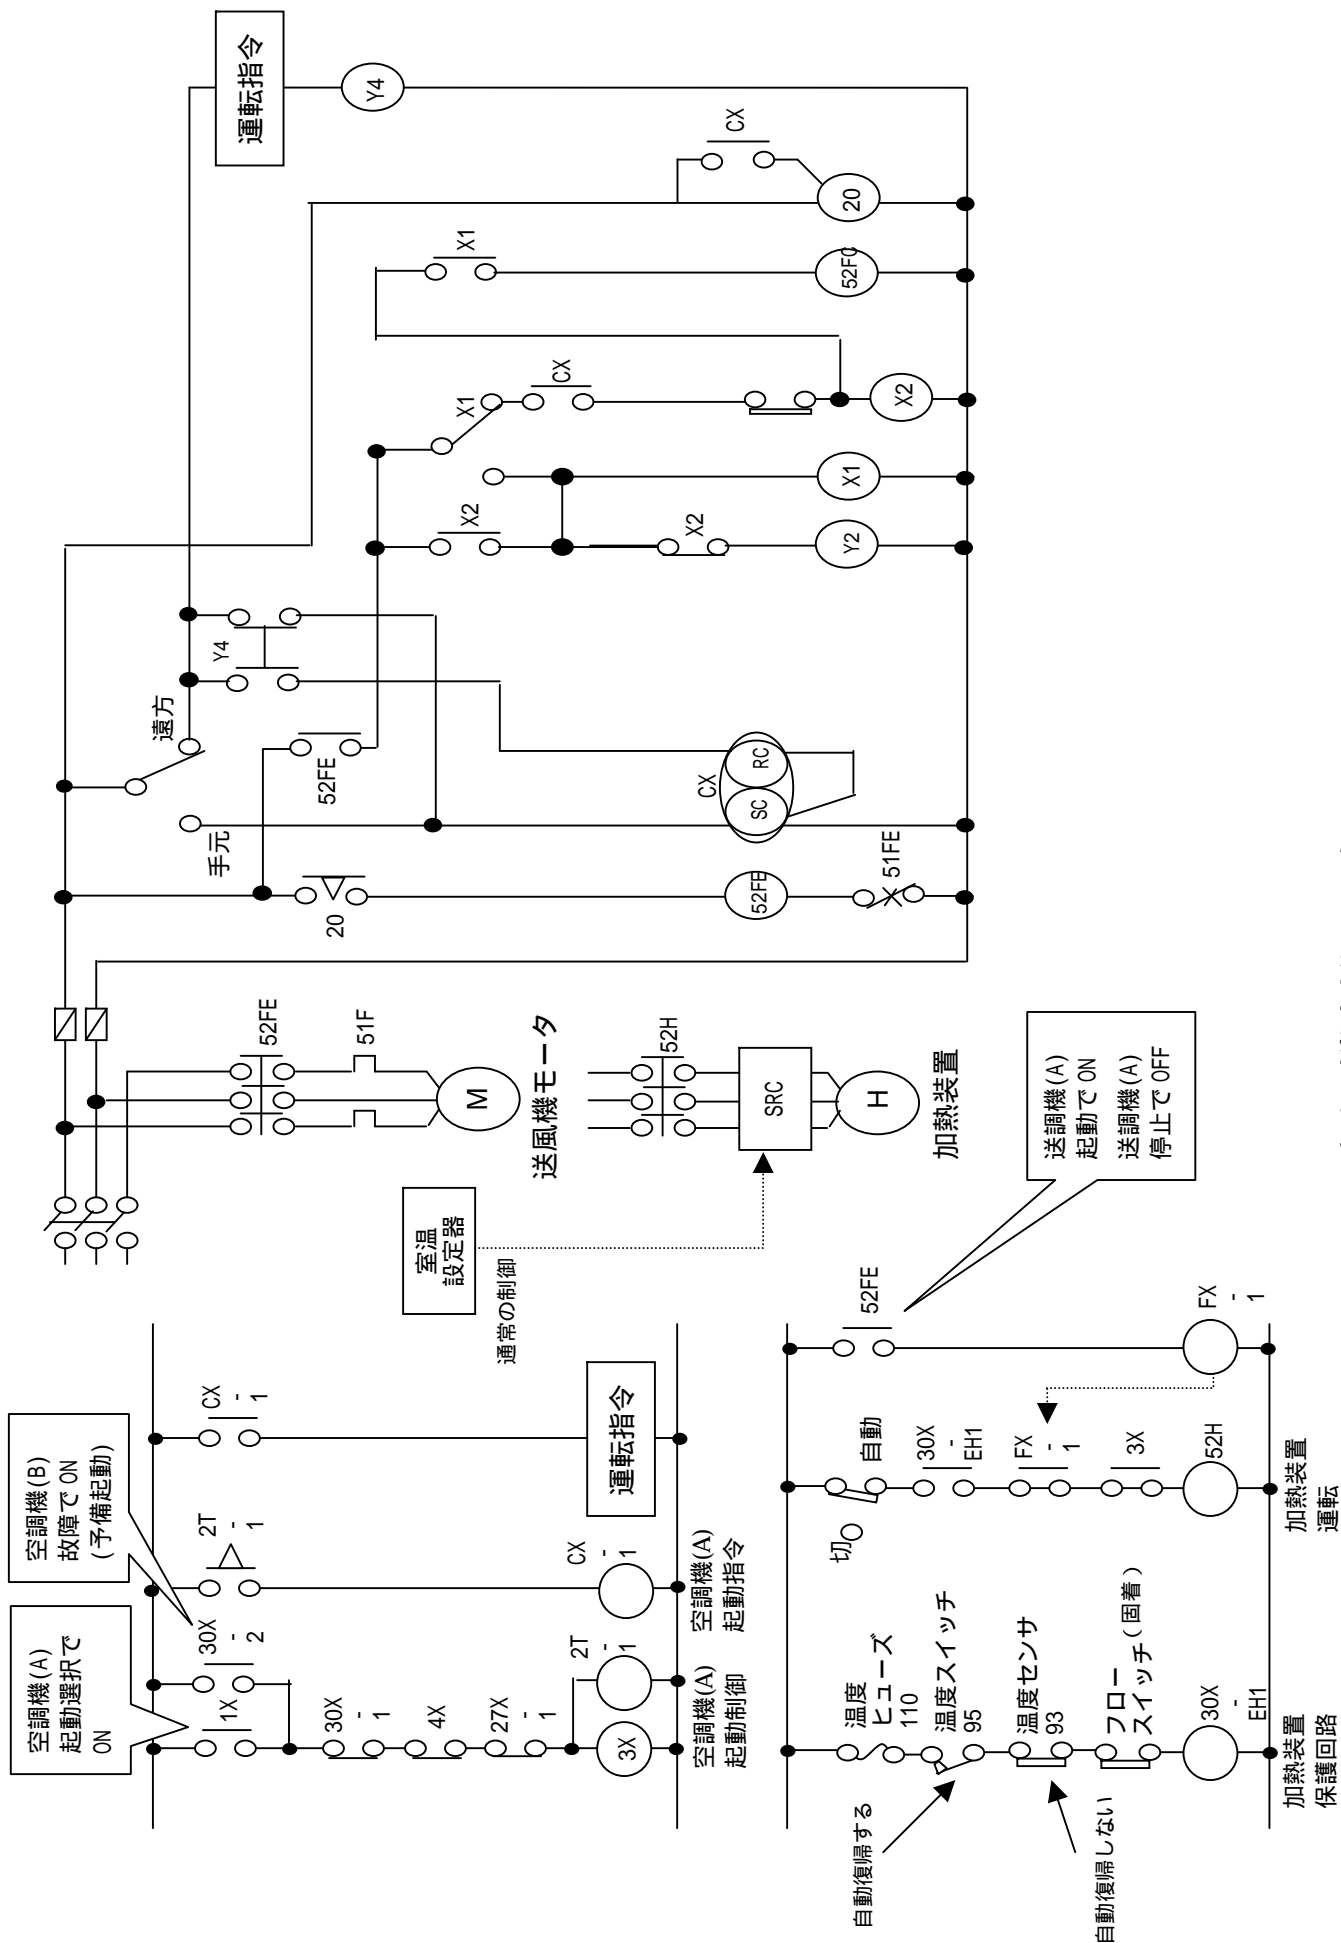 空調機(A)
起動選択で
ON
空調機(B)
故障で ON
(予備起動)
1X
30X
-
2
2T
-
1
CX
-
1
30X
-
1
4X
27X
-
1
3X
2T
-
1
CX
-
1
運転指令
空調機(A)
起動制御
空調機(A)
起動指令
室温
設定器
通常の制御
52FE
51F
M
送風機モータ
52H
SRC
H
加熱装置
手元
遠方
20
52FE
52FE
51FE
CX
SC
RC
Y4
X2
X2
Y2
X1
X1
CX
X2
X1
52FC
CX
20
運転指令
Y4
温度
ヒューズ
110
温度スイッチ
95
温度センサ
93
フロー
スイッチ(固着)
30X
-
EH1
加熱装置
保護回路
自動復帰する
自動復帰しない
切
自動
30X
-
EH1
FX
-
1
3X
52H
加熱装置
運転
52FE
FX
-
1
送調機(A)
起動で ON
送調機(A)
停止で OFF